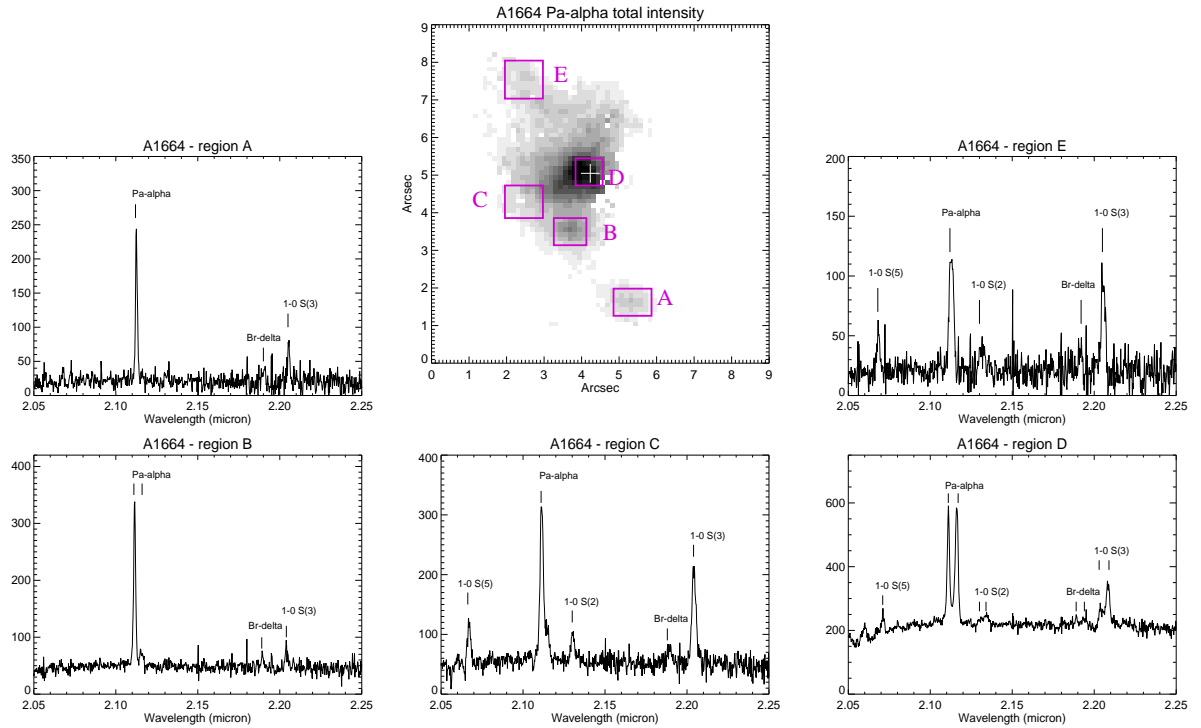 A1664 Pa-alpha total intensity
9
8
7
6
5
4
3
2
1
0
Arcsec
E
D
C
B
A
0 1 2 3 4 5 6 7 8 9
Arcsec
A1664 - region A
350
300
250
200
150
100
50
0
Pa-alpha
Br-delta
1-0 S(3)
2.05 2.10 2.15 2.20 2.25
Wavelength (micron)
A1664 - region E
200
150
100
50
0
1-0 S(5)
Pa-alpha
1-0 S(2)
Br-delta
1-0 S(3)
2.05 2.10 2.15 2.20 2.25
Wavelength (micron)
A1664 - region B
400
300
200
100
0
Pa-alpha
Br-delta
1-0 S(3)
2.05 2.10 2.15 2.20 2.25
Wavelength (micron)
A1664 - region C
400
300
200
100
0
1-0 S(5)
Pa-alpha
1-0 S(2)
Br-delta
1-0 S(3)
2.05 2.10 2.15 2.20 2.25
Wavelength (micron)
A1664 - region D
600
400
200
0
1-0 S(5)
Pa-alpha
1-0 S(2)
Br-delta
1-0 S(3)
2.05 2.10 2.15 2.20 2.25
Wavelength (micron)